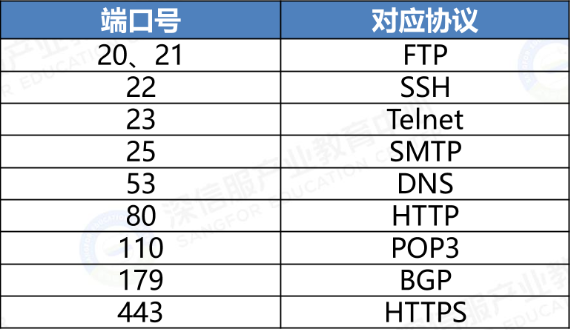 端口号 对应协议
20、21 FTP
22 SSH
23 Telnet
25 SMTP
53 DNS
80 HTTP
110 POP3
179 BGP
443 HTTPS
深信服产业教育中心
SANGFOR EDUCATION CENTER